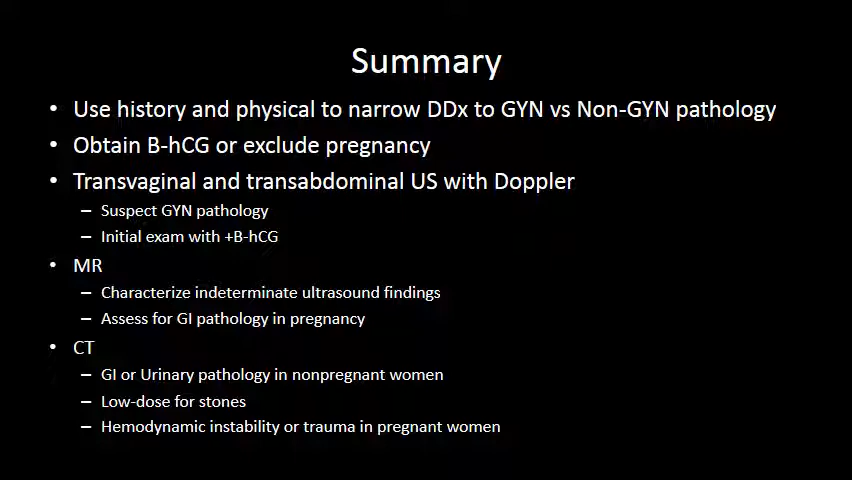 Summary
• Use history and physical to narrow DDx to GYN vs Non-GYN pathology
• Obtain B-hCG or exclude pregnancy
• Transvaginal and transabdominal US with Doppler
– Suspect GYN pathology
– Initial exam with +B-hCG
• MR
– Characterize indeterminate ultrasound findings
– Assess for GI pathology in pregnancy
• CT
– GI or Urinary pathology in nonpregnant women
– Low-dose for stones
– Hemodynamic instability or trauma in pregnant women